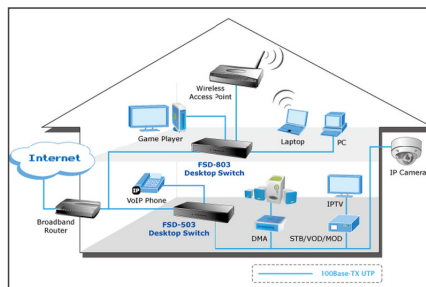 Wireless
Access Point
Game Player
Laptop
PC
FSD-803
Desktop Switch
Internet
IP Camera
IP
VoIP Phone
IPTV
Broadband
Router
FSD-503
Desktop Switch
DMA
STB/VOD/MOD
100Base-TX UTP